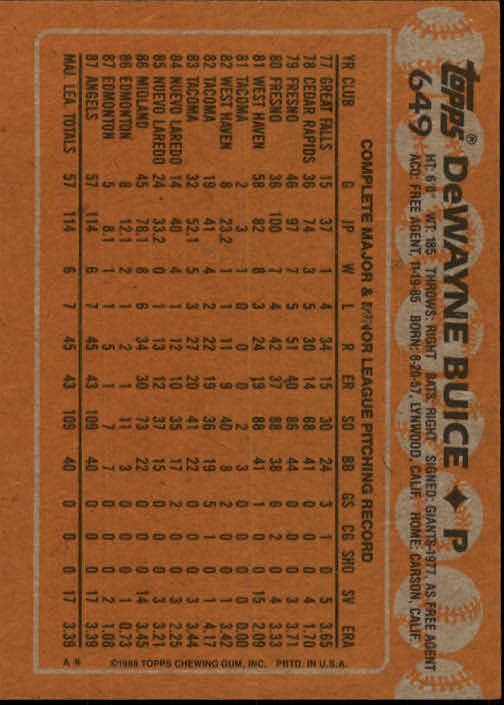 TOPPS® DeWAYNE BUICE ✦ P
649 HT: 6'0" WT: 185 THROWS: RIGHT BATS: RIGHT SIGNED: GIANTS-1977, AS FREE AGENT
ACQ: FREE AGENT, 11-19-85 BORN: 8-20-57, LYNWOOD, CALIF. HOME: CARSON, CALIF.
COMPLETE MAJOR & MINOR LEAGUE PITCHING RECORD
YR CLUB G IP W L R ER SO BB GS CG SHO SV ERA
77 GREAT FALLS 15 37 1 4 34 15 30 24 3 1 0 5 3.65
78 CEDAR RAPIDS 36 74 3 5 30 14 68 41 0 0 0 4 1.70
79 FRESNO 46 97 7 5 51 40 86 44 0 0 0 3 3.71
80 FRESNO 36 100 7 4 42 37 88 38 6 2 0 4 3.33
81 WEST HAVEN 58 82 8 3 24 19 88 41 1 0 0 15 2.09
81 TACOMA 2 3 1 0 0 0 2 3 0 0 0 0 0.00
82 WEST HAVEN 8 23.2 1 1 11 9 40 8 2 0 0 1 3.42
82 TACOMA 19 41 4 2 22 19 36 19 5 1 0 1 4.17
83 TACOMA 32 52.1 5 3 27 20 41 22 0 0 0 4 3.44
84 NUEVO LAREDO 14 40 4 1 12 10 35 17 2 0 0 3 2.25
85 NUEVO LAREDO 24 33.2 0 1 13 12 37 15 0 0 0 3 3.21
86 MIDLAND 45 78.1 8 6 34 30 73 22 0 0 0 14 3.45
86 EDMONTON 8 12.1 2 1 2 1 11 3 0 0 0 1 0.73
87 EDMONTON 5 8.1 1 1 5 1 7 7 0 0 0 2 1.08
87 ANGELS 57 114 6 7 45 43 109 40 0 0 0 17 3.39
MAJ. LEA. TOTALS 57 114 6 7 45 43 109 40 0 0 0 17 3.39
©1988 TOPPS CHEWING GUM, INC. PRTD. IN U.S.A.